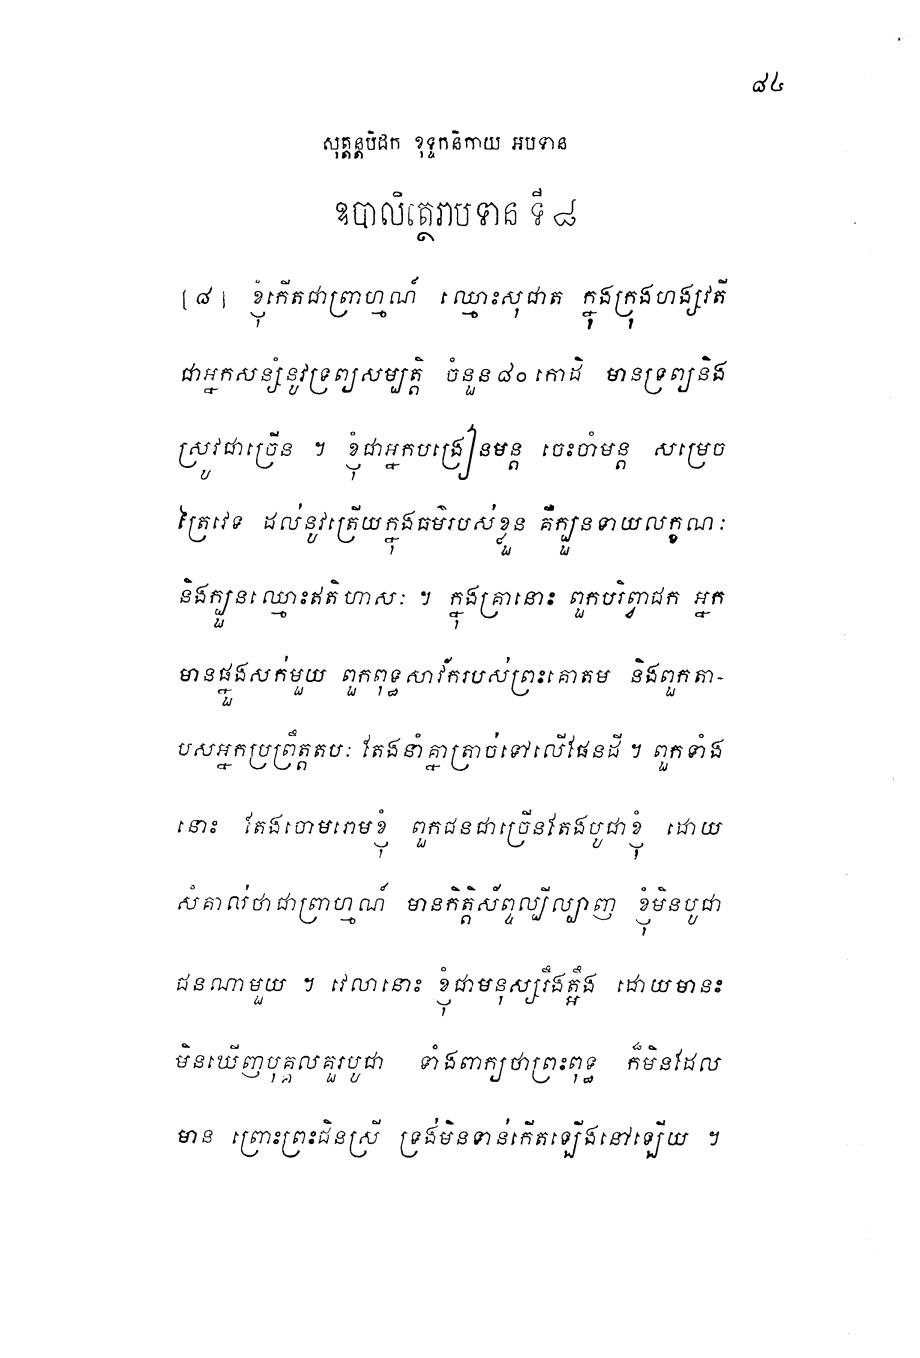 ៨៤
សុត្តន្តបិដក ខុទ្ទកនិកាយ អបទាន
ឧបាលិត្ថេរាបទាន ទី ៨
[ ៨ ] ខ្ញុំកើតជាព្រាហ្មណ៍ ឈ្មោះសុជាត ក្នុងក្រុងហង្សវតី
ជាអ្នកសន្សំនូវទ្រព្យសម្បត្តិ ចំនួន៨០កោដិ មានទ្រព្យនិង
ស្រូវជាច្រើន ។ ខ្ញុំជាអ្នកបង្រៀនមន្ត ចេះចាំមន្ត សម្រេច
ត្រៃវេទ ដល់នូវត្រើយក្នុងធម៌របស់ខ្លួន គឺក្បួនទាយលក្ខណៈ
និងក្បួនឈ្មោះឥតិហាសៈ ។ ក្នុងគ្រានោះ ពួកបរិព្វាជក អ្នក
មានផ្នួងសក់មួយ ពួកពុទ្ធសាវ័ករបស់ព្រះគោតម និងពួកតា-
បសអ្នកប្រព្រឹត្តតបៈ តែងនាំគ្នាត្រាច់ទៅលើផែនដី ។ ពួកទាំង
នោះ តែងចោមរោមខ្ញុំ ពួកជនជាច្រើនតែងបូជាខ្ញុំ ដោយ
សំគាល់ថាជាព្រាហ្មណ៍ មានកិត្តិស័ព្ទល្បីល្បាញ ខ្ញុំមិនបូជា
ជនណាមួយ ។ វេលានោះ ខ្ញុំជាមនុស្សរឹងត្អឹង ដោយមានះ
មិនឃើញបុគ្គលគួរបូជា ទាំងពាក្យថាព្រះពុទ្ធ ក៏មិនដែល
មាន ព្រោះព្រះជិនស្រី ទ្រង់មិនទាន់កើតឡើងនៅឡើយ ។